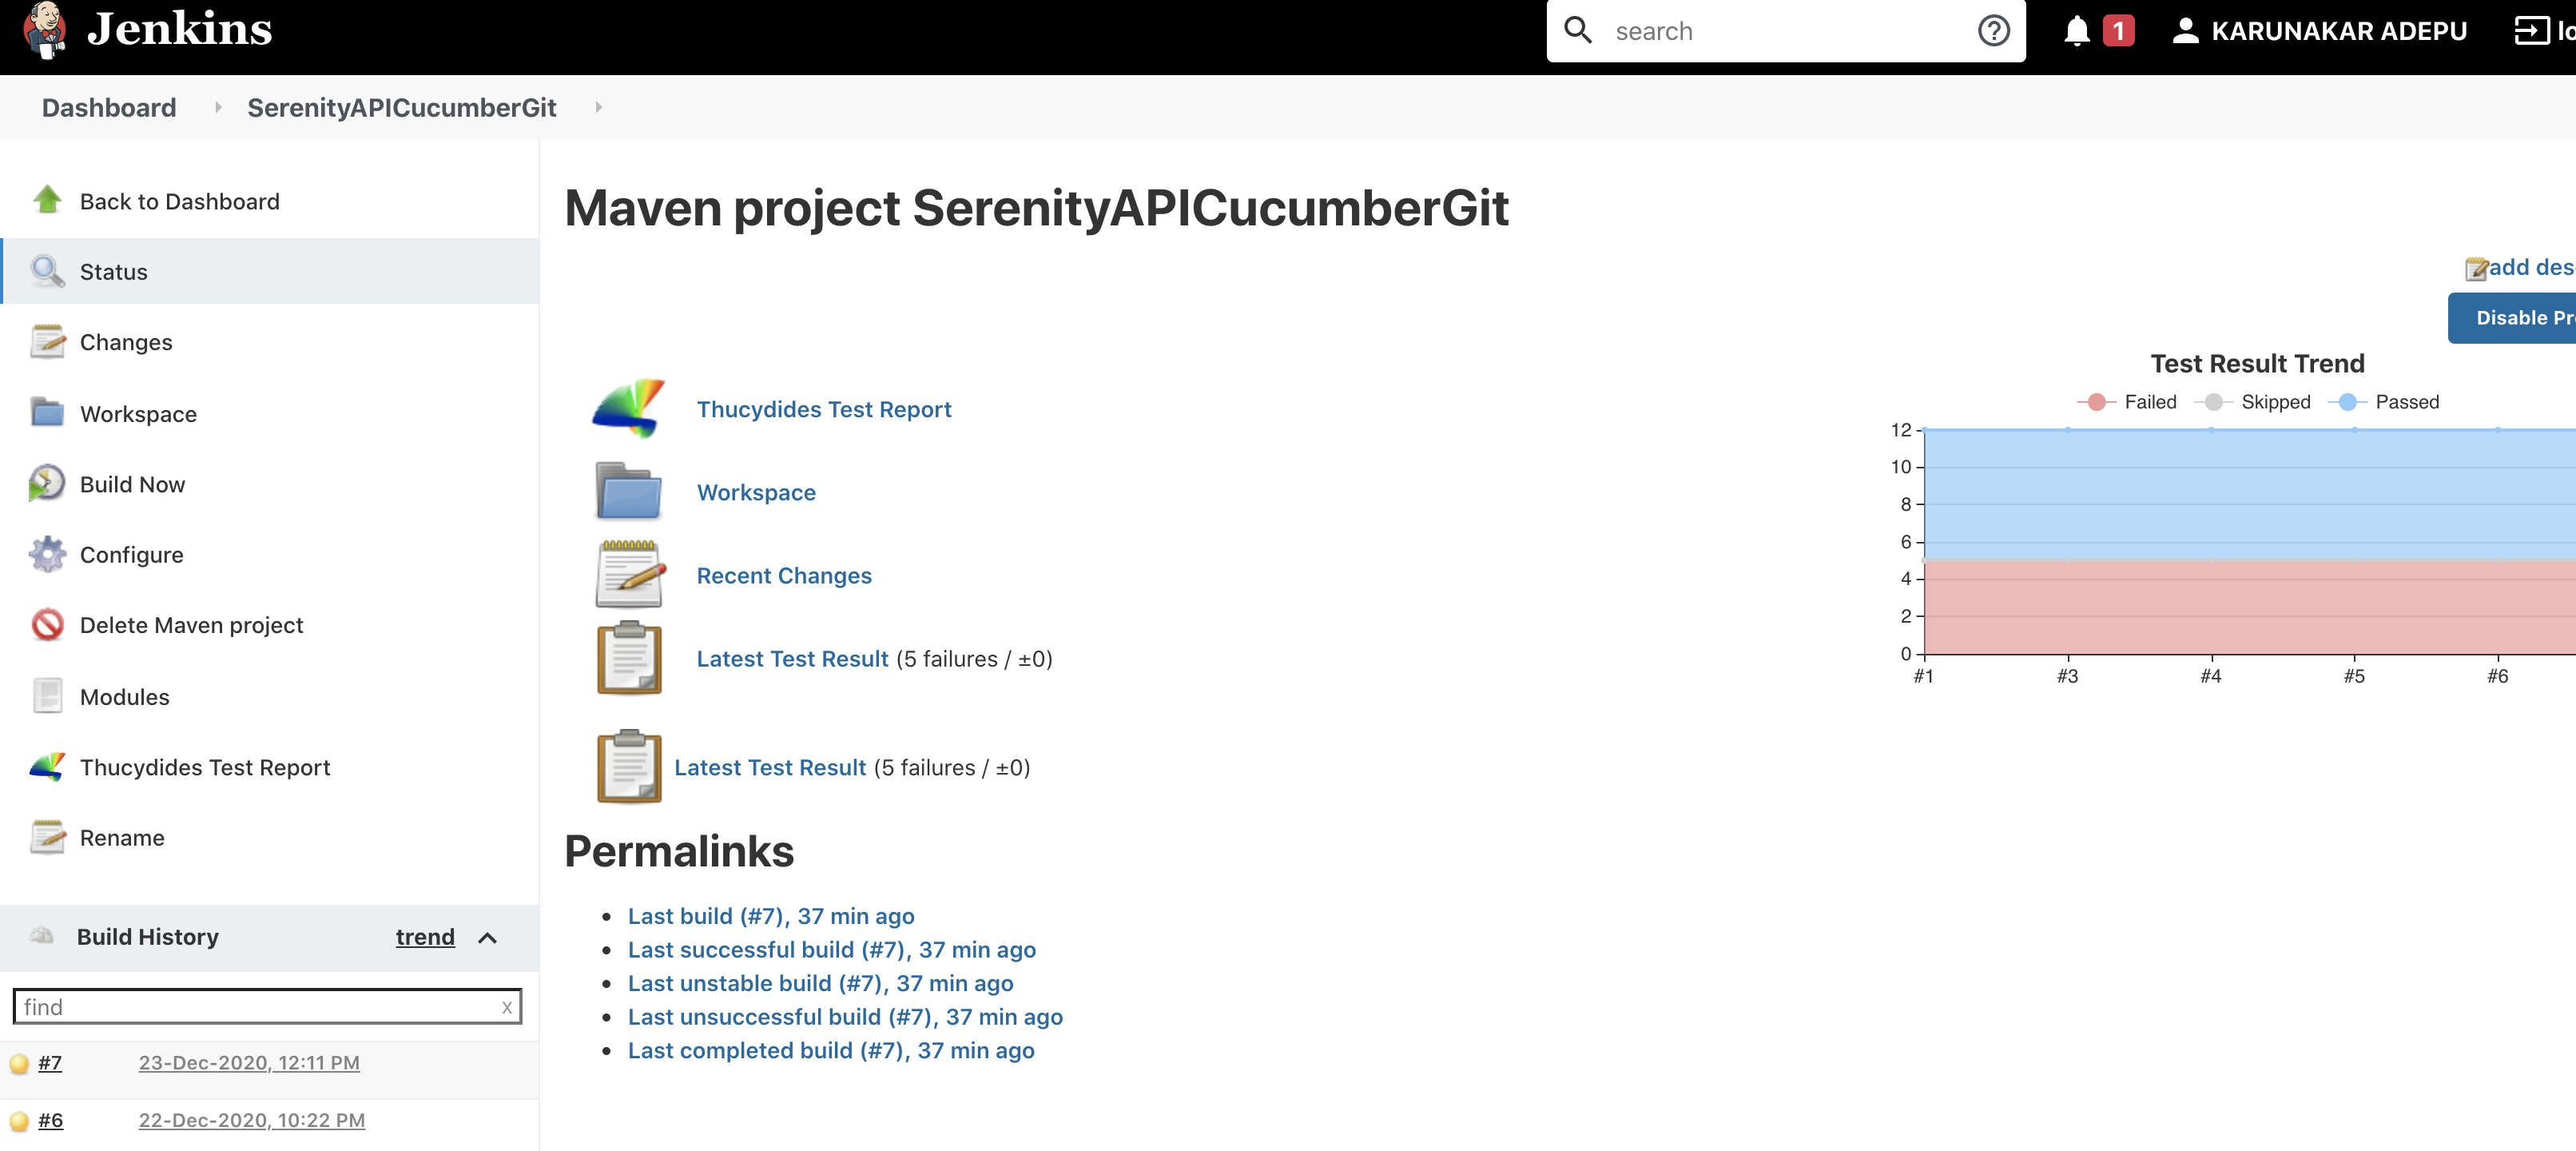 Jenkins
search
1
KARUNAKAR ADEPU
lo
Dashboard
SerenityAPICucumberGit
Back to Dashboard
Status
Changes
Workspace
Build Now
Configure
Delete Maven project
Modules
Thucydides Test Report
Rename
Build History
trend
find
x
#7
23-Dec-2020, 12:11 PM
#6
22-Dec-2020, 10:22 PM
Maven project SerenityAPICucumberGit
add des
Disable Pr
Thucydides Test Report
Workspace
Recent Changes
Latest Test Result (5 failures / ±0)
Latest Test Result (5 failures / ±0)
Test Result Trend
Failed
Skipped
Passed
12
10
8
6
4
2
0
#1
#3
#4
#5
#6
Permalinks
Last build (#7), 37 min ago
Last successful build (#7), 37 min ago
Last unstable build (#7), 37 min ago
Last unsuccessful build (#7), 37 min ago
Last completed build (#7), 37 min ago